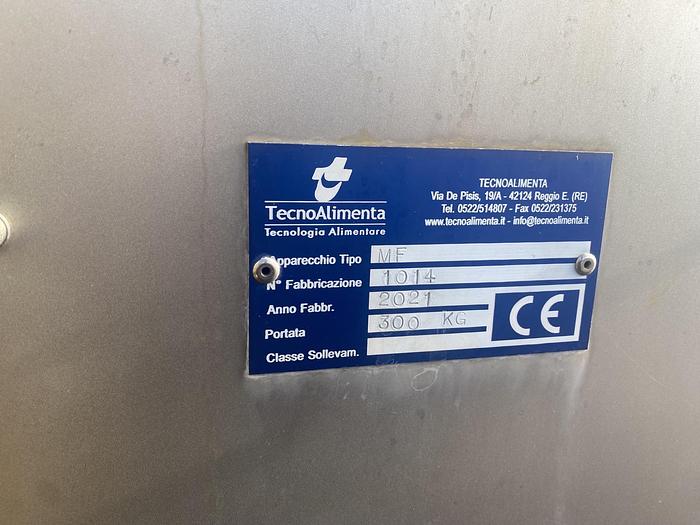 TecnoAlimenta
Tecnologia Alimentare
TECNOALIMENTA
Via De Pisis, 19/A - 42124 Reggio E. (RE)
Tel. 0522/514807 - Fax 0522/231375
www.tecnoalimenta.it - info@tecnoalimenta.it
Apparecchio Tipo MF
N° Fabbricazione 1014
Anno Fabbr. 2021
Portata 300 KG
Classe Sollevam.
CE